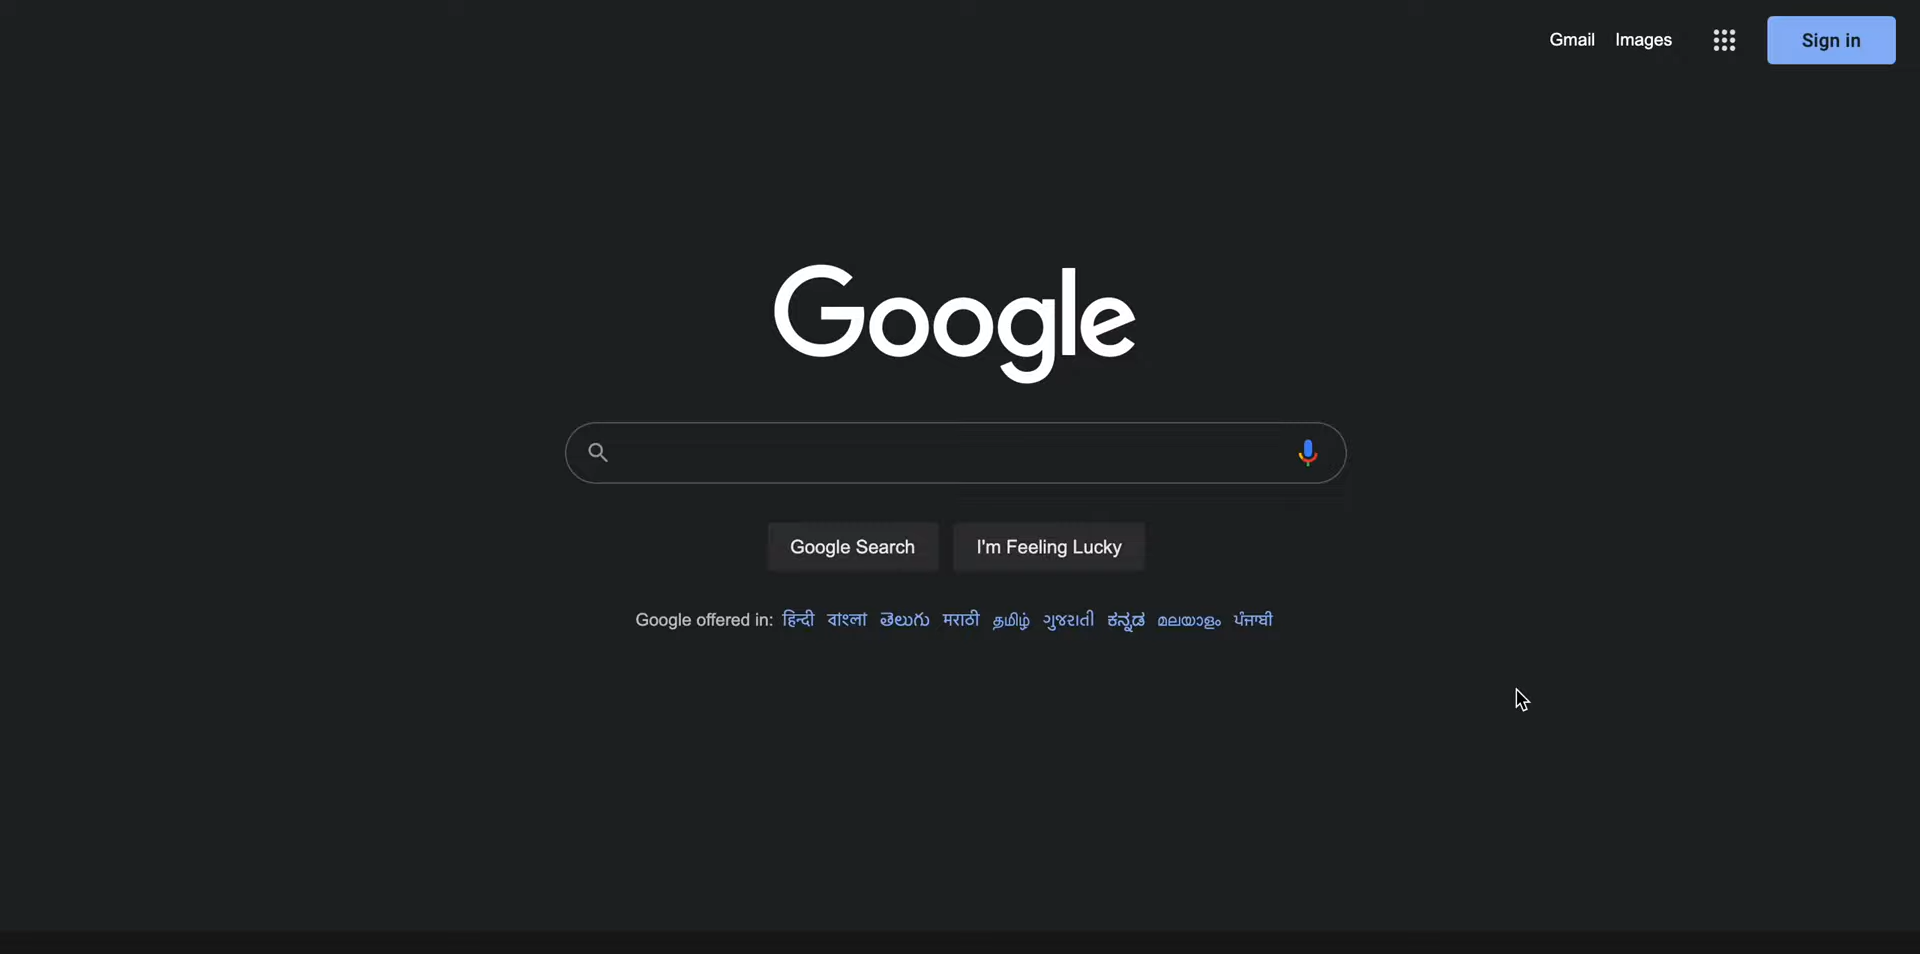 Gmail Images Sign in
Google
Google Search I'm Feeling Lucky
Google offered in: हिन्दी বাংলা తెలుగు मराठी தமிழ் ગુજરાતી ಕನ್ನಡ മലയാളം ਪੰਜਾਬੀ